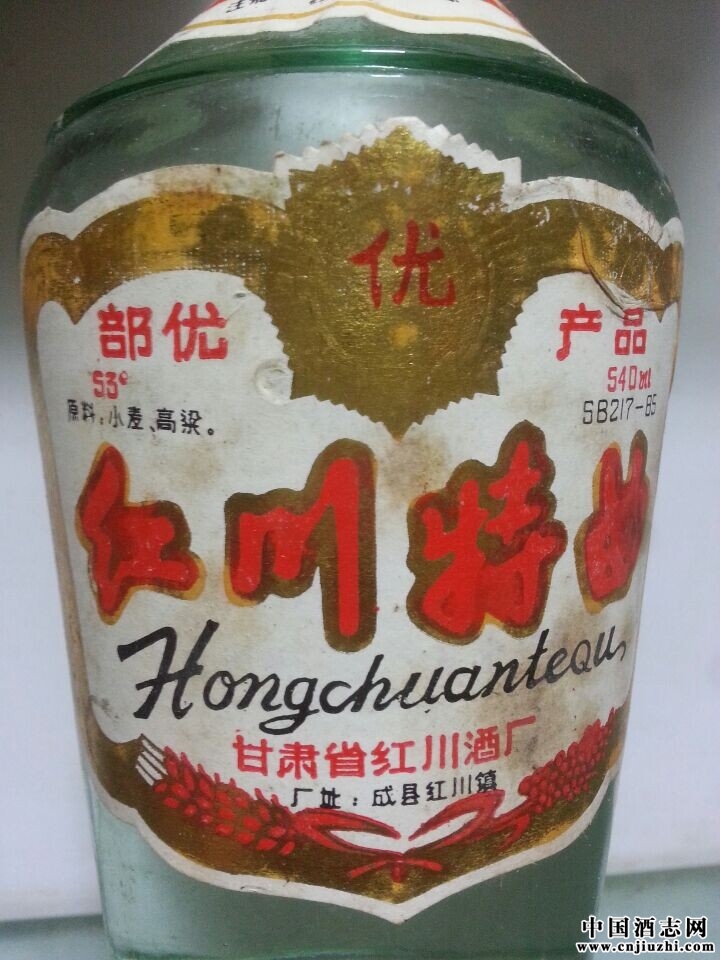 优
部优 产品
53° 540ml
原料:小麦、高粱。 SB217-85
红川特曲
Hongchuantequ
甘肃省红川酒厂
厂址:成县红川镇
中国酒志网
www.cnjiuzhi.com